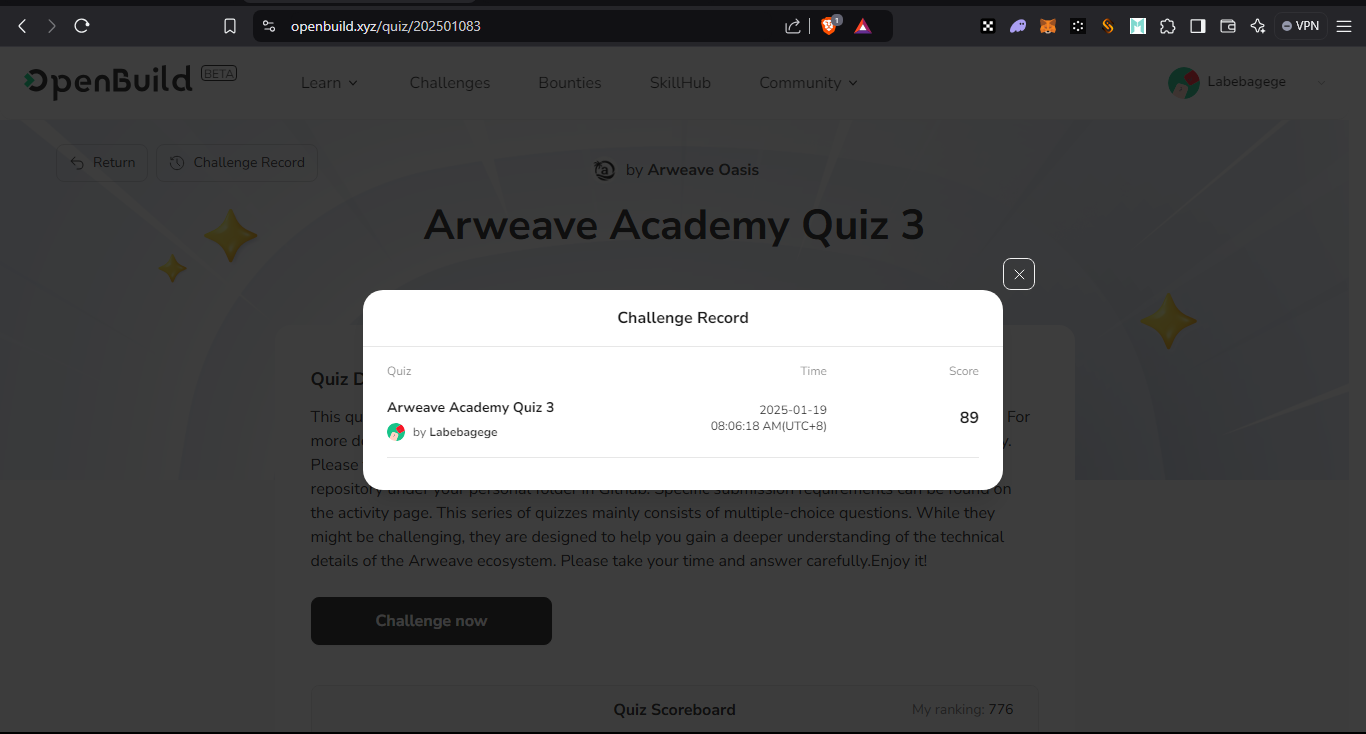 openbuild.xyz/quiz/202501083
1
VPN
OpenBuild BETA
Learn
Challenges
Bounties
SkillHub
Community
Labebagege
Return
Challenge Record
by Arweave Oasis
Arweave Academy Quiz 3
Challenge Record
Quiz
Time
Score
Arweave Academy Quiz 3
by Labebagege
2025-01-19
08:06:18 AM(UTC+8)
89
Quiz D
This qu
For
more d
y.
Please
repository under your personal folder in Github. Specific submission requirements can be found on
the activity page. This series of quizzes mainly consists of multiple-choice questions. While they
might be challenging, they are designed to help you gain a deeper understanding of the technical
details of the Arweave ecosystem. Please take your time and answer carefully.Enjoy it!
Challenge now
Quiz Scoreboard
My ranking: 776